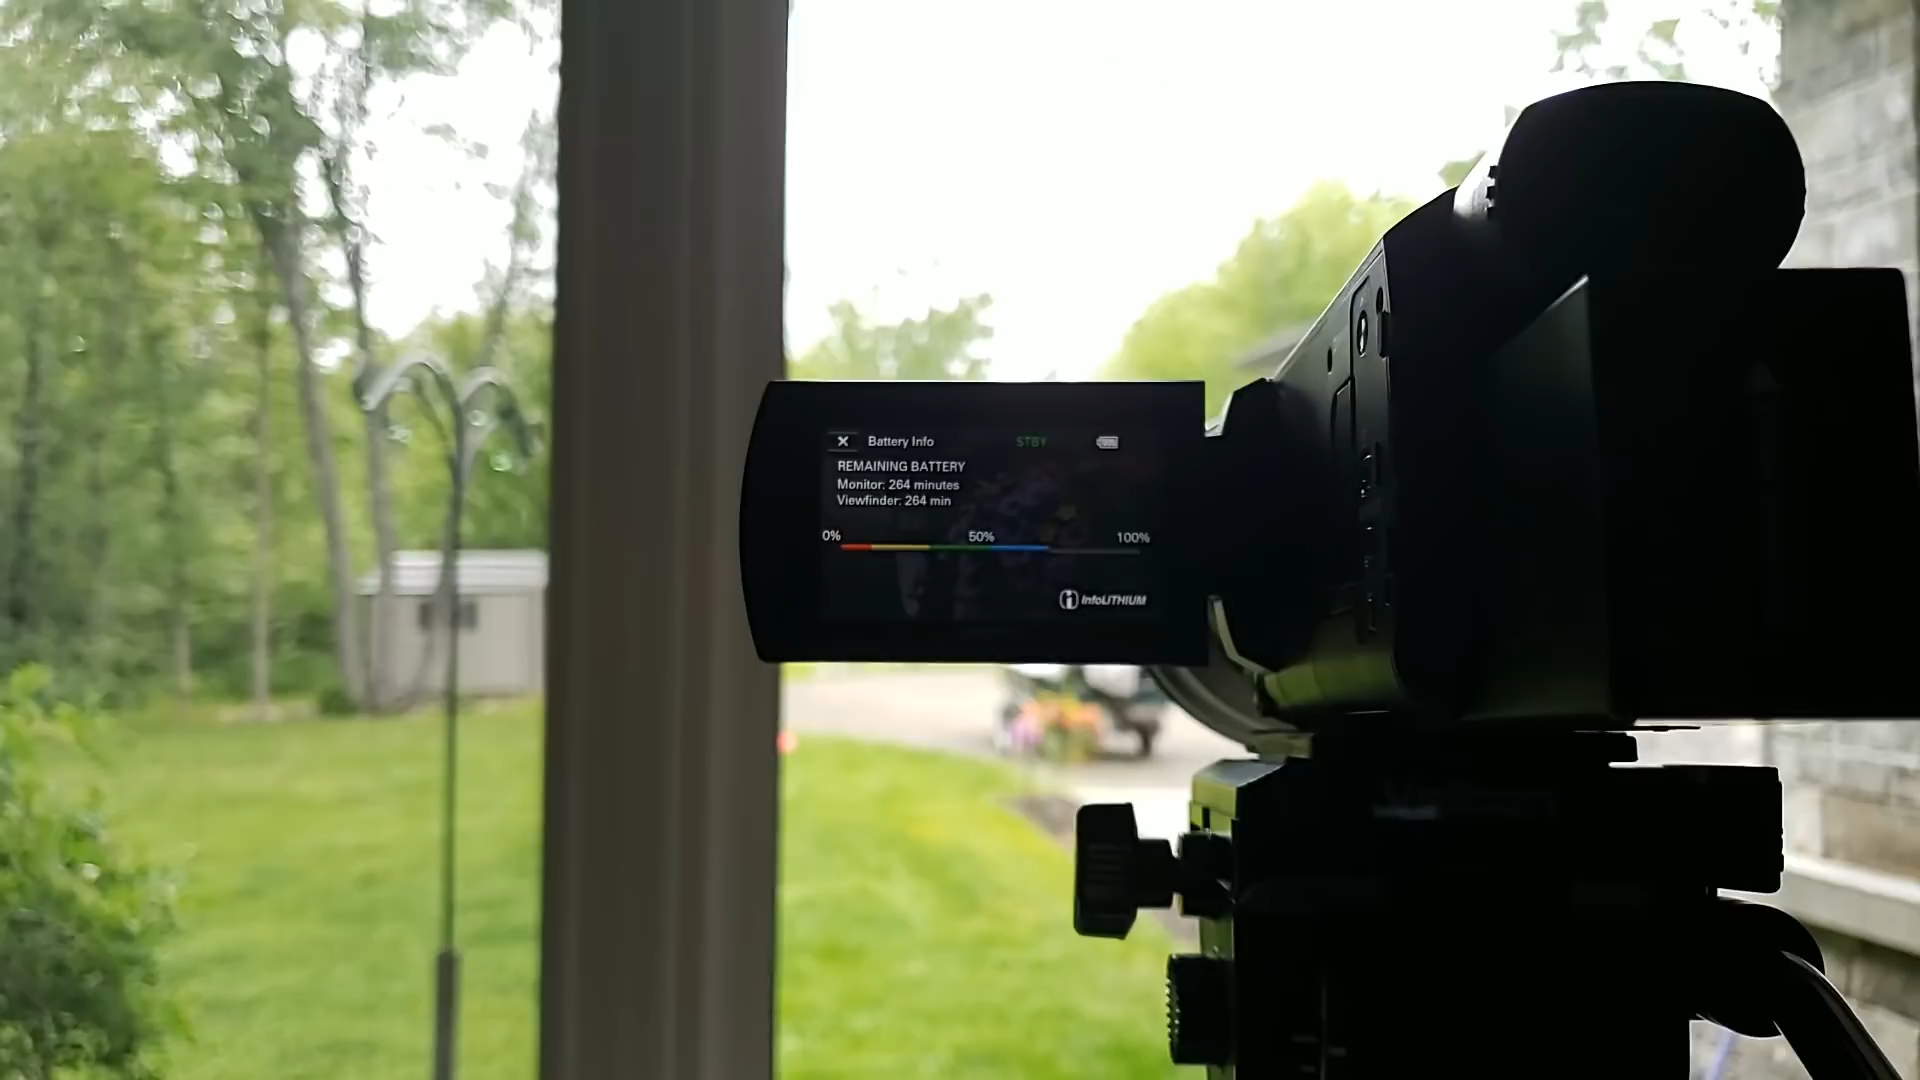 Battery Info STBY
REMAINING BATTERY
Monitor: 264 minutes
Viewfinder: 264 min
0% 50% 100%
InfoLITHIUM